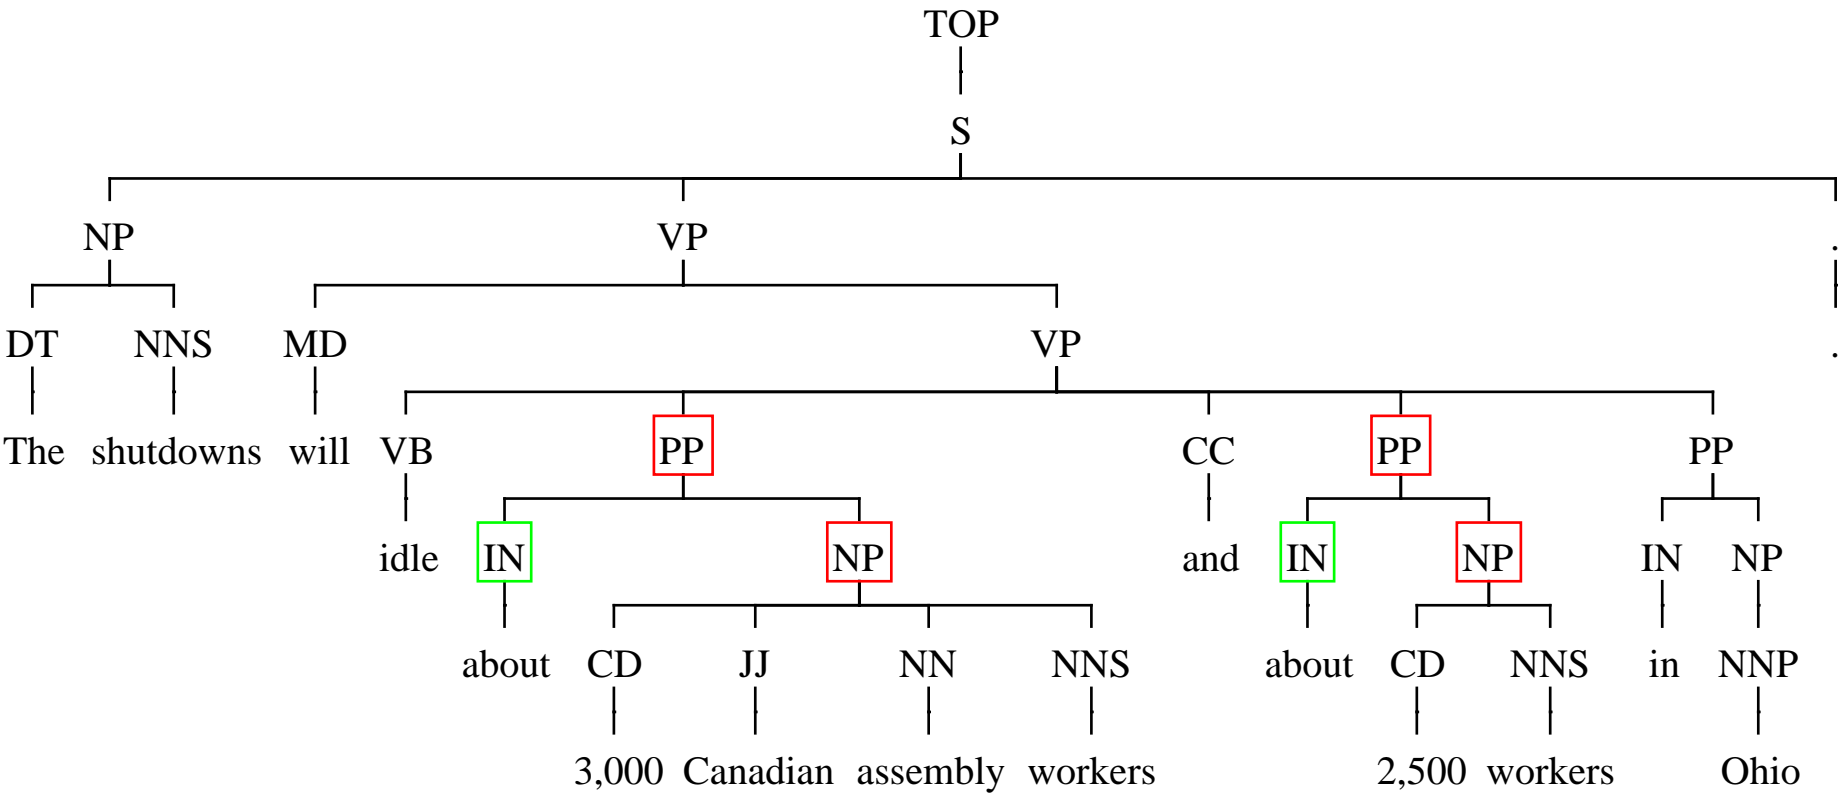 TOP
S
NP VP .
DT NNS MD VP .
The shutdowns will VB PP CC PP PP
idle IN NP and IN NP IN NP
about CD JJ NN NNS about CD NNS in NNP
3,000 Canadian assembly workers 2,500 workers Ohio